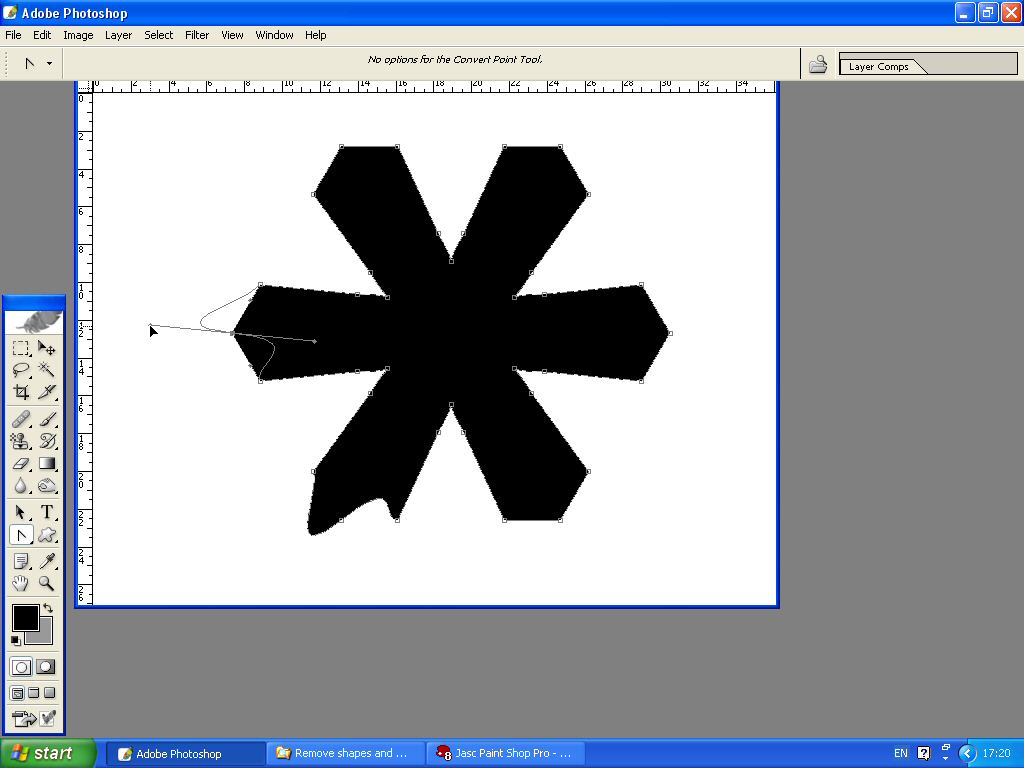 Adobe Photoshop
File Edit Image Layer Select Filter View Window Help
No options for the Convert Point Tool.
Layer Comps
0 2 4 6 8 10 12 14 16 18 20 22 24 26 28 30 32 34
0
2
4
6
8
10
12
14
16
18
20
22
24
26
T
start
Adobe Photoshop
Remove shapes and ...
8
Jasc Paint Shop Pro - ...
EN
?
17:20